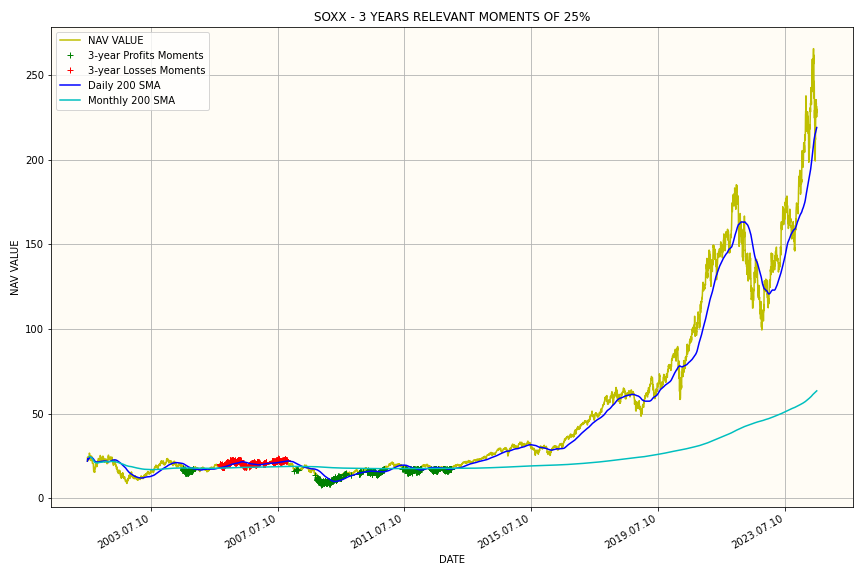 SOXX - 3 YEARS RELEVANT MOMENTS OF 25%
NAV VALUE
3-year Profits Moments
3-year Losses Moments
Daily 200 SMA
Monthly 200 SMA
250
200
150
100
50
0
NAV VALUE
2003.07.10
2007.07.10
2011.07.10
2015.07.10
2019.07.10
2023.07.10
DATE